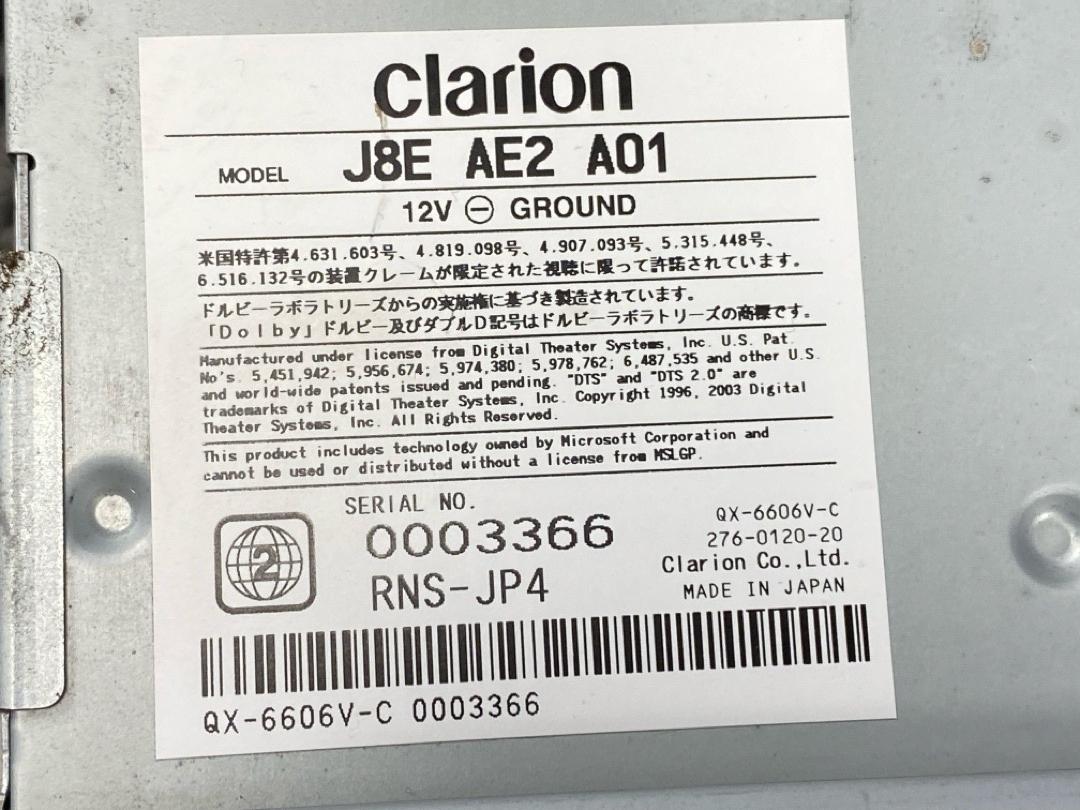 clarion
MODEL J8E AE2 A01
12V ⊖ GROUND
米国特許第4.631.603号、4.819.098号、4.907.093号、5.315.448号、
6.516.132号の装置クレームが限定された視聴に限って許諾されています。
ドルビーラボラトリーズからの実施権に基づき製造されています。
「Dolby」ドルビー及びダブルD記号はドルビーラボラトリーズの商標です。
Manufactured under license from Digital Theater Systems, Inc. U.S. Pat.
No's. 5,451,942; 5,956,674; 5,974,380; 5,978,762; 6,487,535 and other U.S.
and world-wide patents issued and pending. "DTS" and "DTS 2.0" are
trademarks of Digital Theater Systems, Inc. Copyright 1996, 2003 Digital
Theater Systems, Inc. All Rights Reserved.
This product includes technology owned by Microsoft Corporation and
cannot be used or distributed without a license from MSLGP.
SERIAL NO.
0003366
RNS-JP4
2
QX-6606V-C
276-0120-20
Clarion Co.,Ltd.
MADE IN JAPAN
QX-6606V-C 0003366